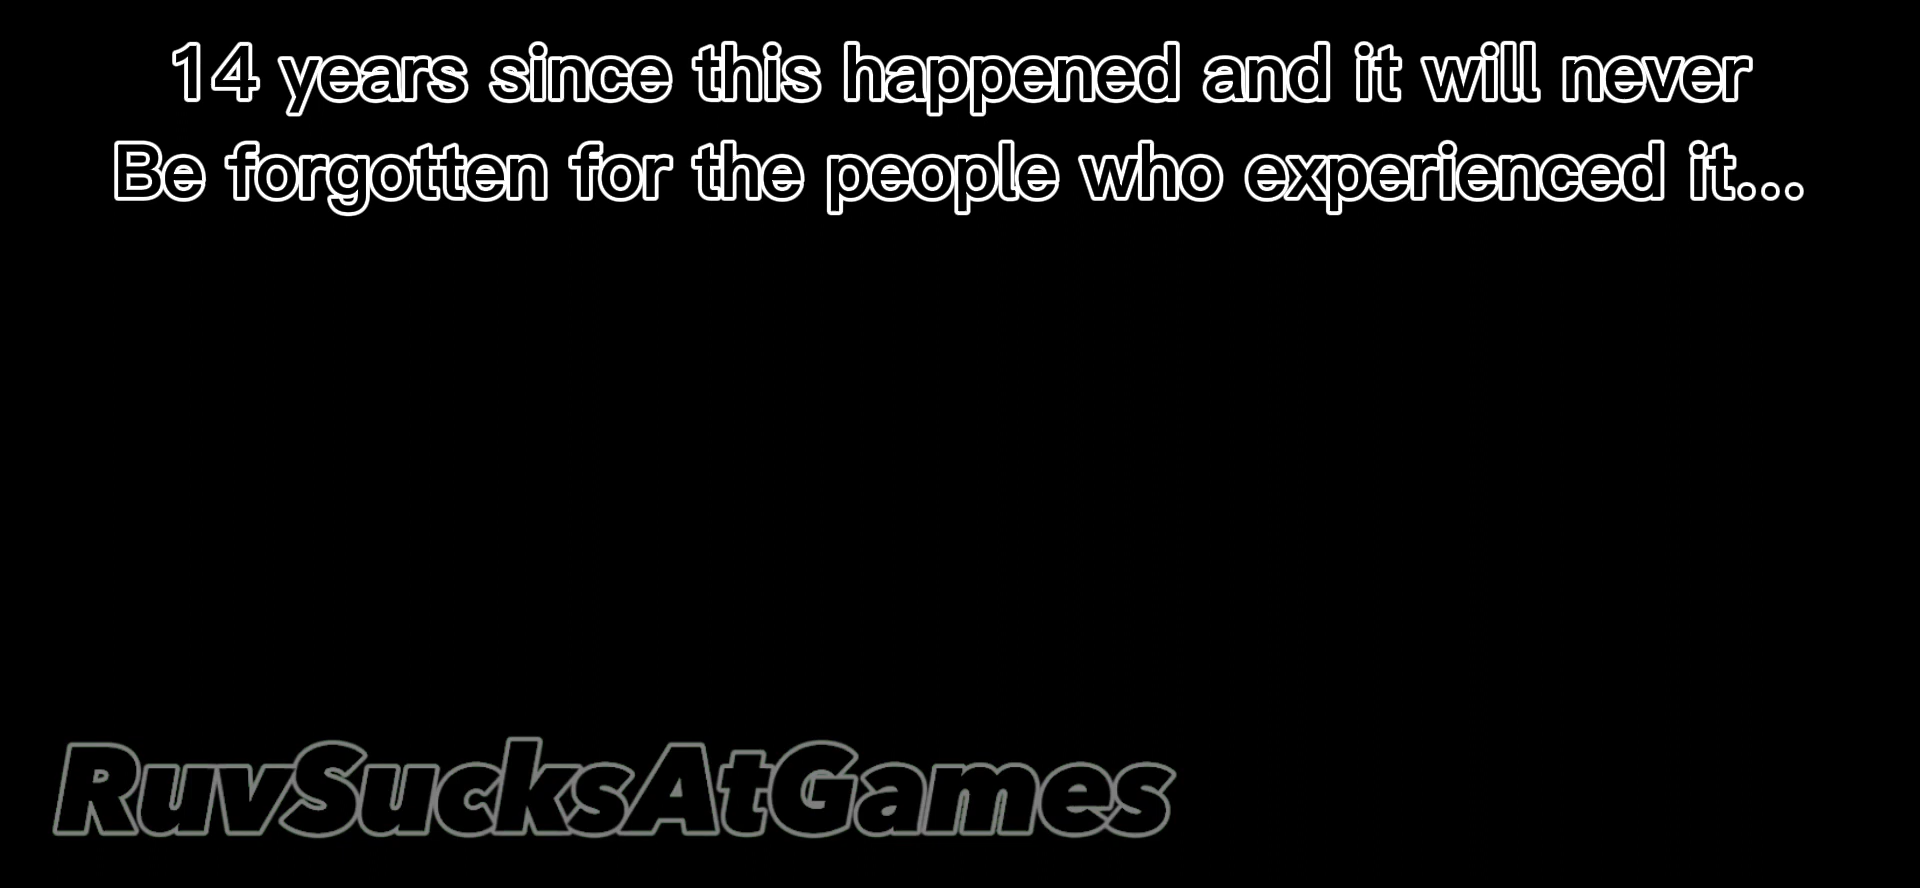 14 years since this happened and it will never
Be forgotten for the people who experienced it...
RuvSucksAtGames